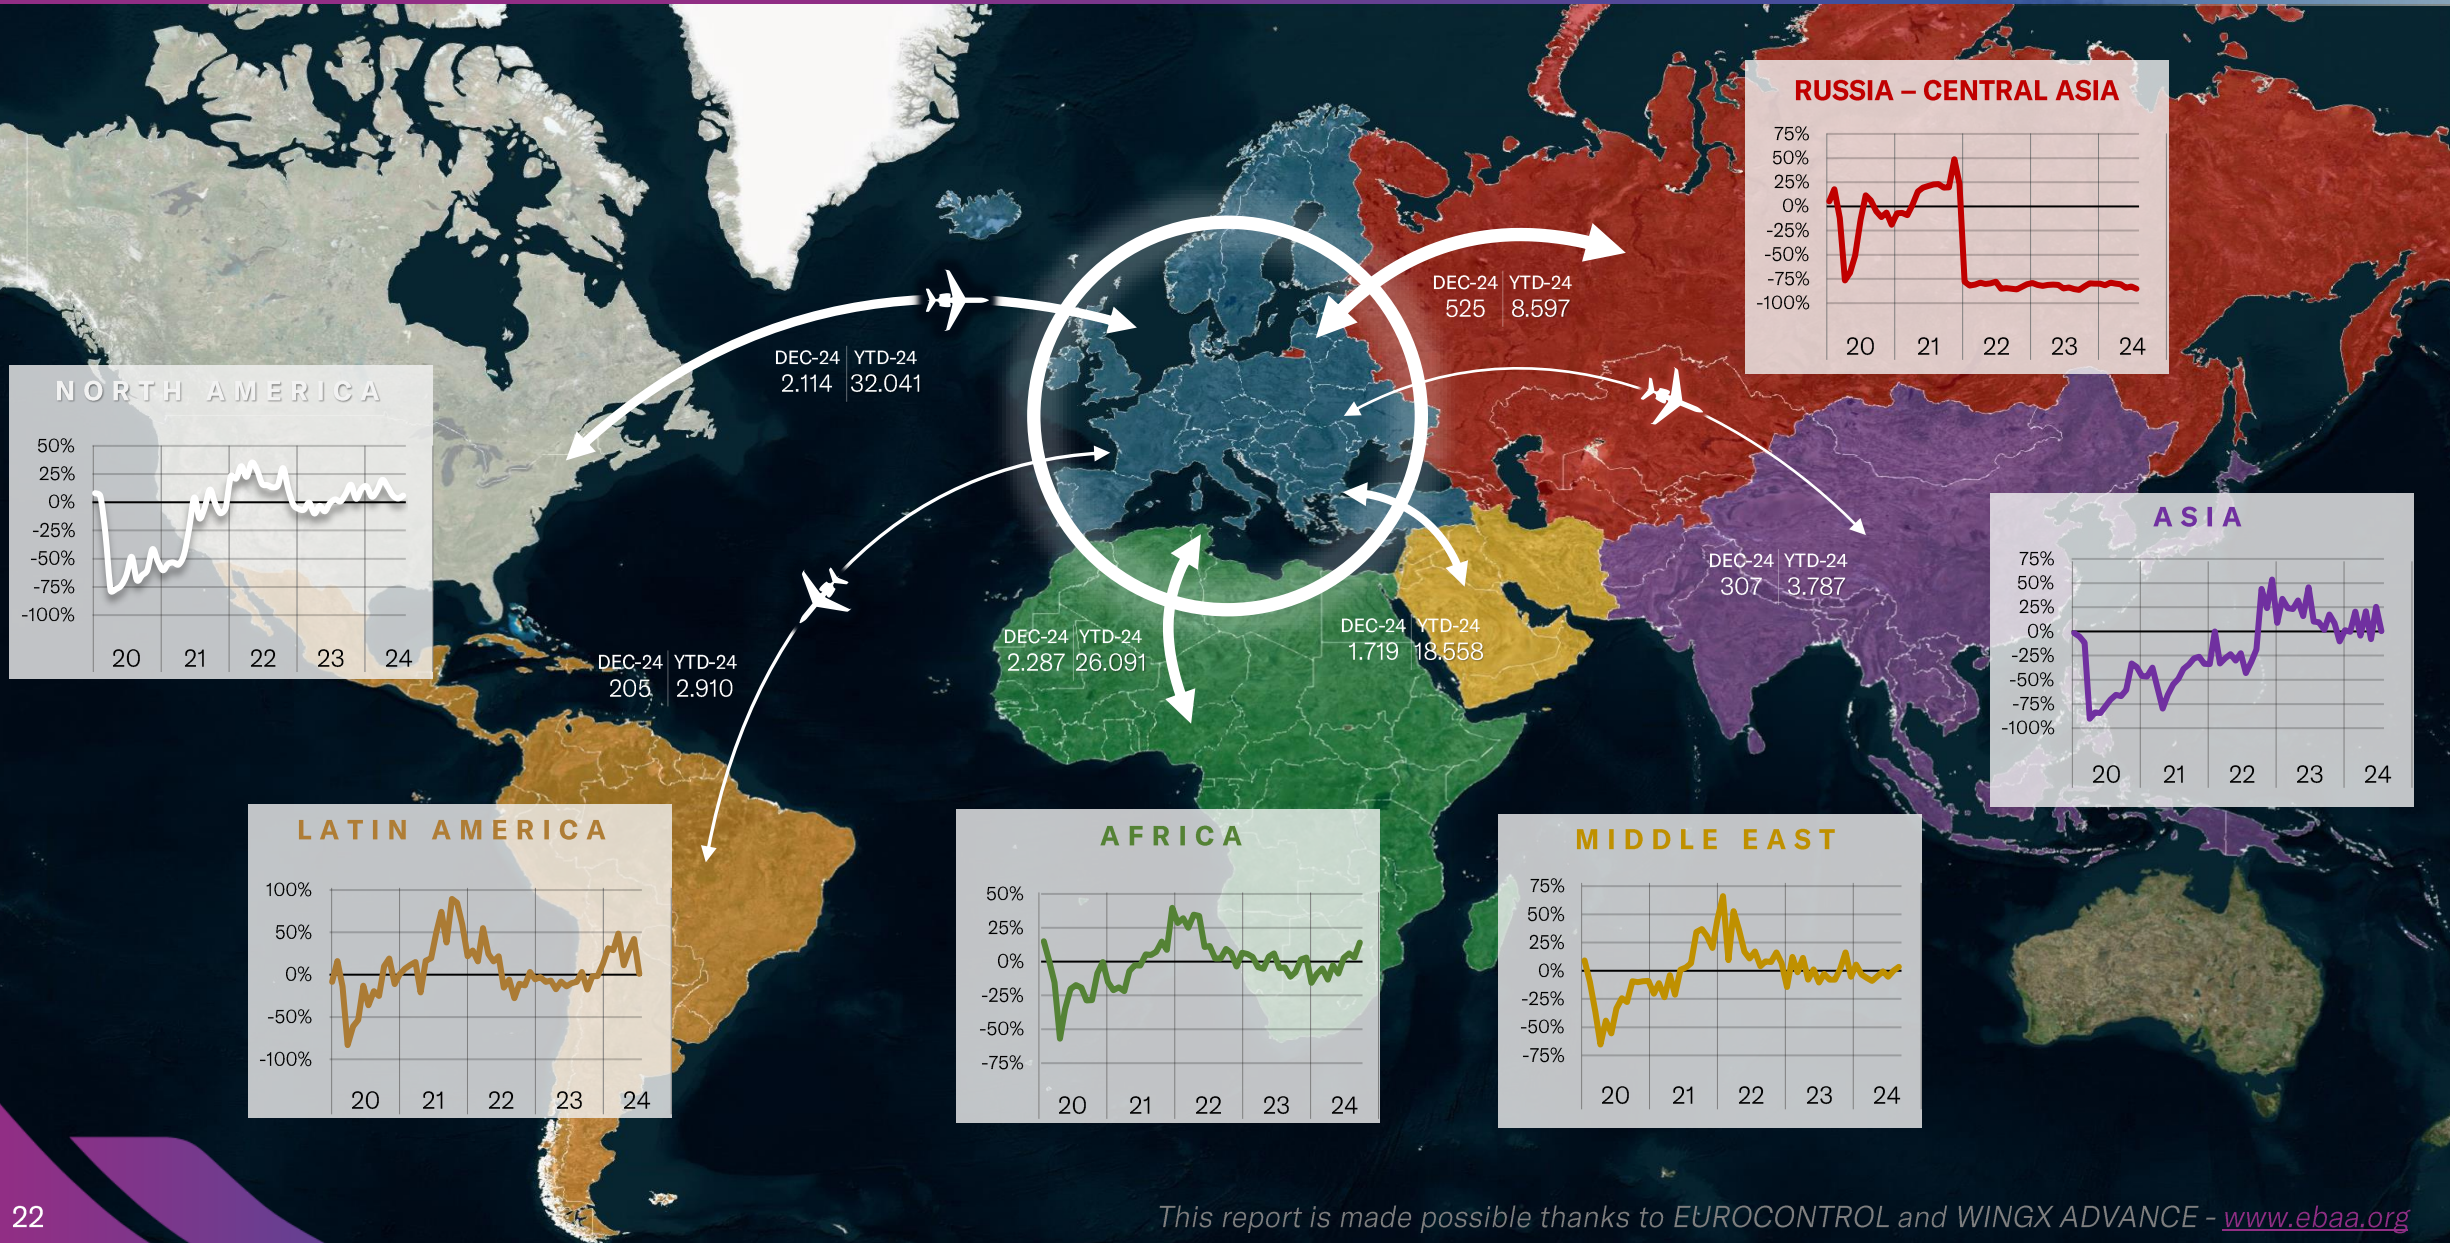 RUSSIA – CENTRAL ASIA
75%
50%
25%
0%
-25%
-50%
-75%
-100%
20 21 22 23 24
DEC-24 YTD-24
525 8.597
DEC-24 YTD-24
2.114 32.041
NORTH AMERICA
50%
25%
0%
-25%
-50%
-75%
-100%
20 21 22 23 24
ASIA
75%
50%
25%
0%
-25%
-50%
-75%
-100%
20 21 22 23 24
DEC-24 YTD-24
307 3.787
DEC-24 YTD-24
1.719 18.558
DEC-24 YTD-24
2.287 26.091
DEC-24 YTD-24
205 2.910
LATIN AMERICA
100%
50%
0%
-50%
-100%
20 21 22 23 24
AFRICA
50%
25%
0%
-25%
-50%
-75%
20 21 22 23 24
MIDDLE EAST
75%
50%
25%
0%
-25%
-50%
-75%
20 21 22 23 24
22
This report is made possible thanks to EUROCONTROL and WINGX ADVANCE - www.ebaa.org